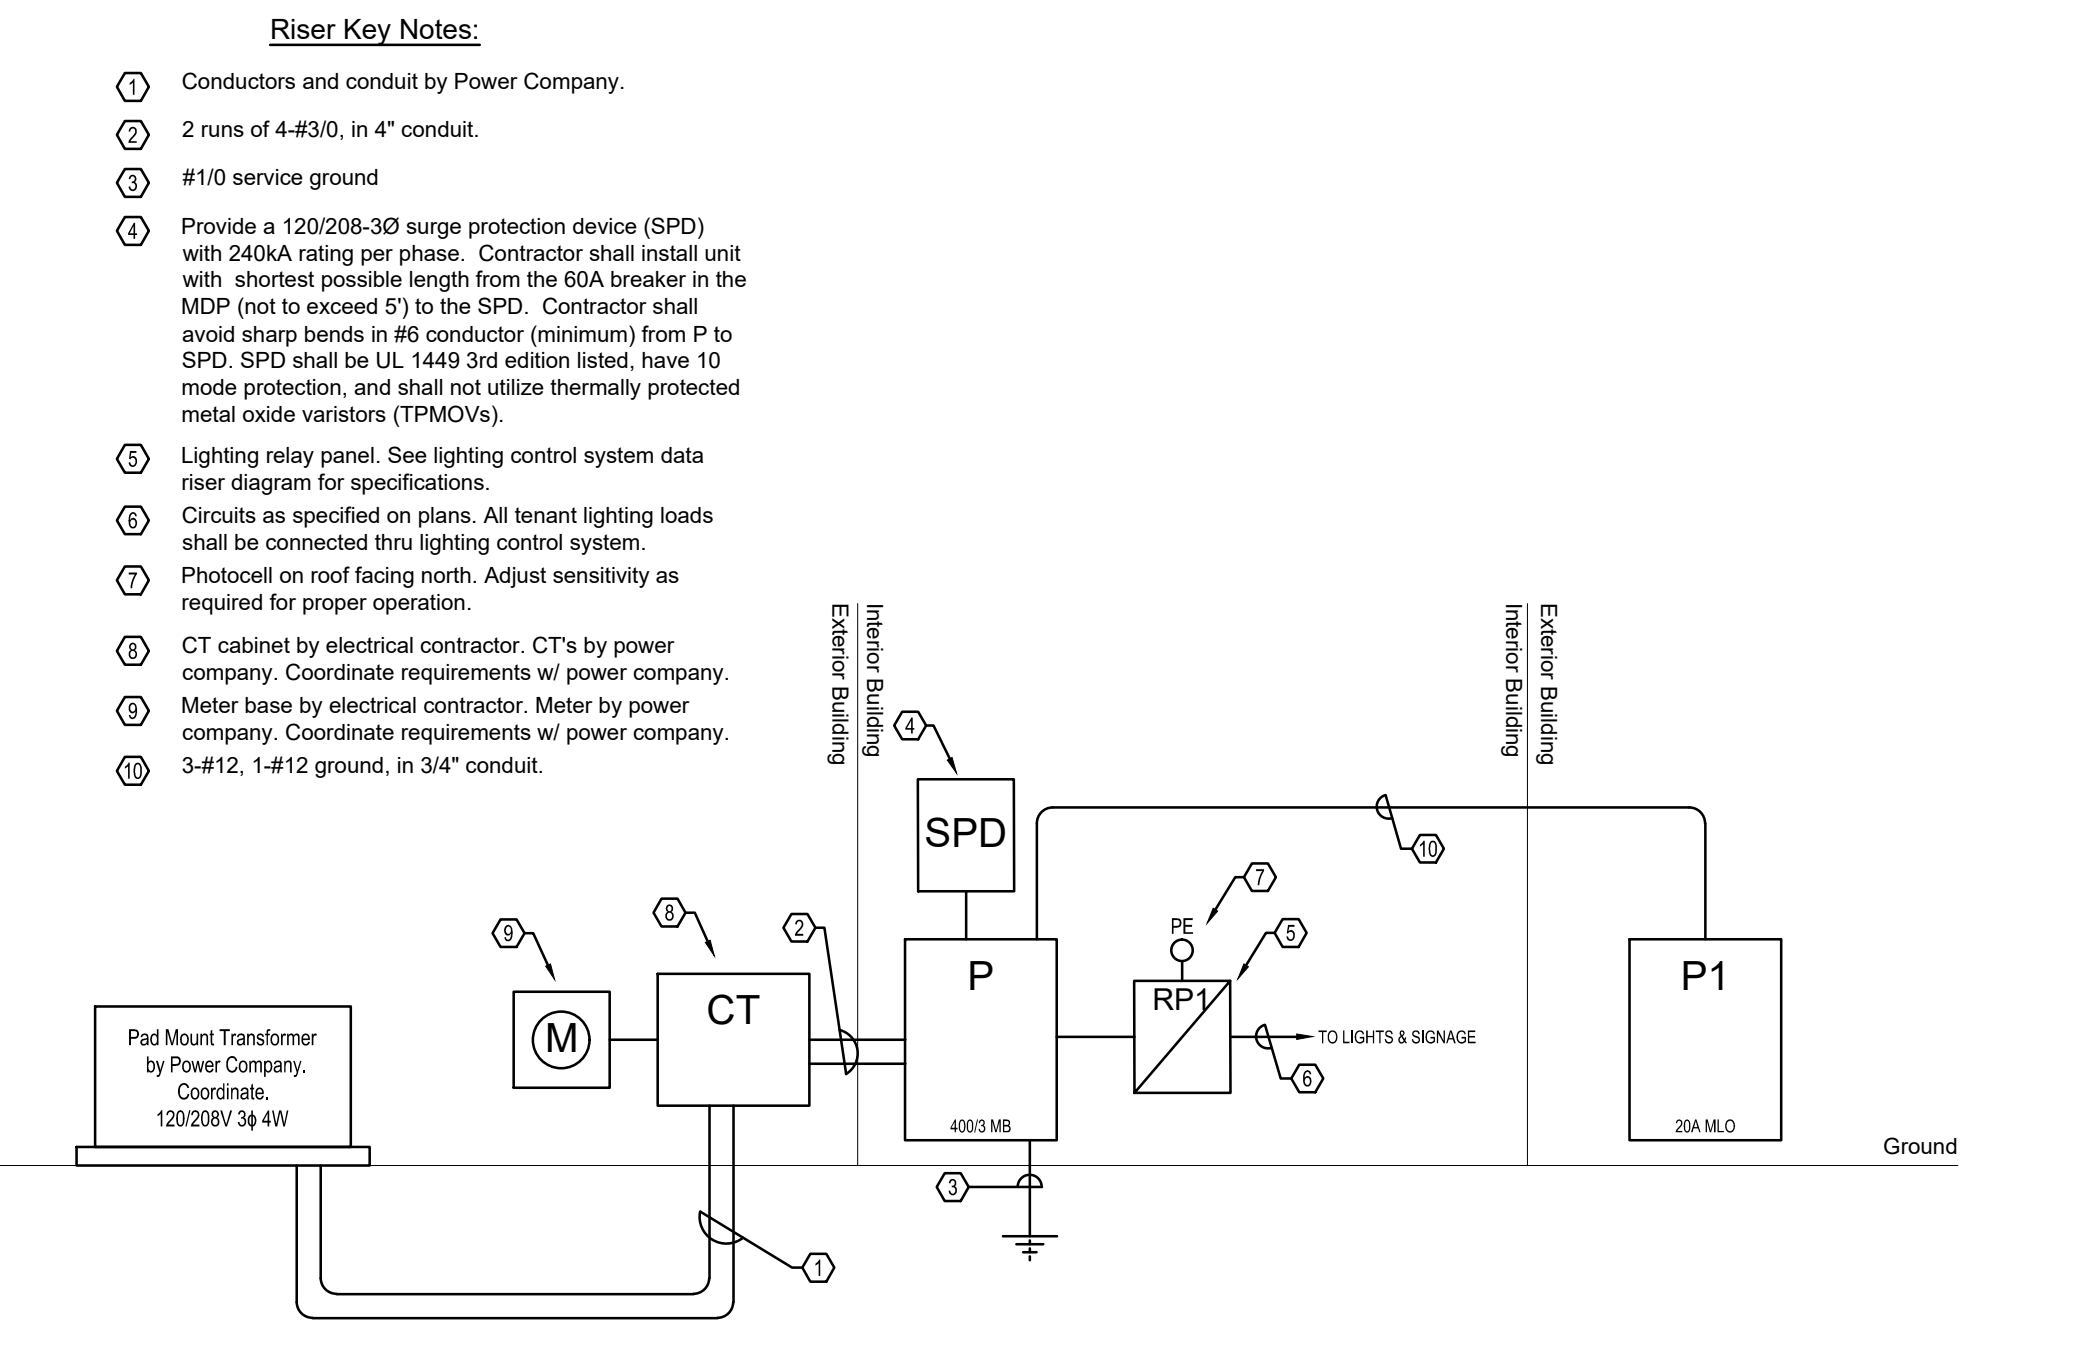 Riser Key Notes:
1 Conductors and conduit by Power Company.
2 2 runs of 4-#3/0, in 4" conduit.
3 #1/0 service ground
4 Provide a 120/208-3Ø surge protection device (SPD)
with 240kA rating per phase.  Contractor shall install unit
with  shortest possible length from the 60A breaker in the
MDP (not to exceed 5') to the SPD.  Contractor shall
avoid sharp bends in #6 conductor (minimum) from P to
SPD. SPD shall be UL 1449 3rd edition listed, have 10
mode protection, and shall not utilize thermally protected
metal oxide varistors (TPMOVs).
5 Lighting relay panel. See lighting control system data
riser diagram for specifications.
6 Circuits as specified on plans. All tenant lighting loads
shall be connected thru lighting control system.
7 Photocell on roof facing north. Adjust sensitivity as
required for proper operation.
8 CT cabinet by electrical contractor. CT's by power
company. Coordinate requirements w/ power company.
9 Meter base by electrical contractor. Meter by power
company. Coordinate requirements w/ power company.
10 3-#12, 1-#12 ground, in 3/4" conduit.
Exterior Building
Interior Building
Interior Building
Exterior Building
4
SPD
10
7
PE
5
RP1
TO LIGHTS & SIGNAGE
6
9
M
8
CT
2
P
400/3 MB
P1
20A MLO
Pad Mount Transformer
by Power Company.
Coordinate.
120/208V 3ϕ 4W
Ground
3
1